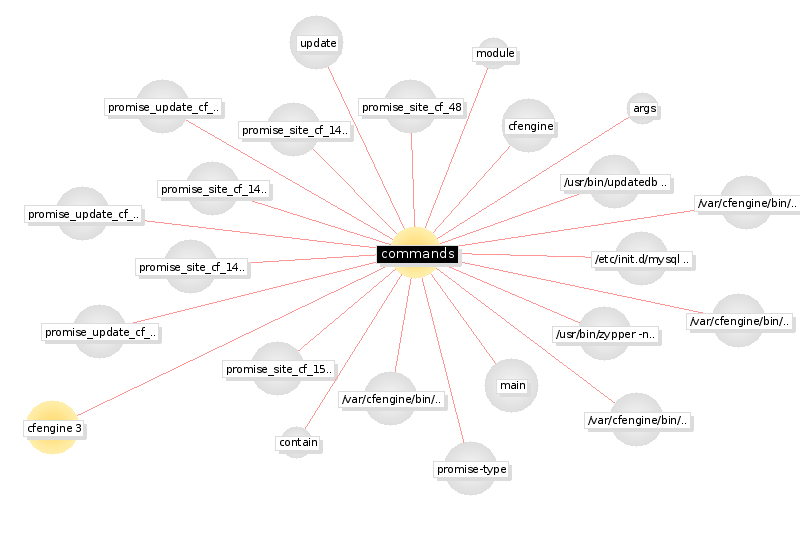 update
module
promise_update_cf_..
promise_site_cf_48
args
promise_site_cf_14..
cfengine
/usr/bin/updatedb ..
promise_site_cf_14..
/var/cfengine/bin/..
promise_update_cf_..
commands
/etc/init.d/mysql ..
promise_site_cf_14..
/var/cfengine/bin/..
promise_update_cf_..
/usr/bin/zypper -n..
promise_site_cf_15..
main
/var/cfengine/bin/..
/var/cfengine/bin/..
cfengine 3
contain
promise-type